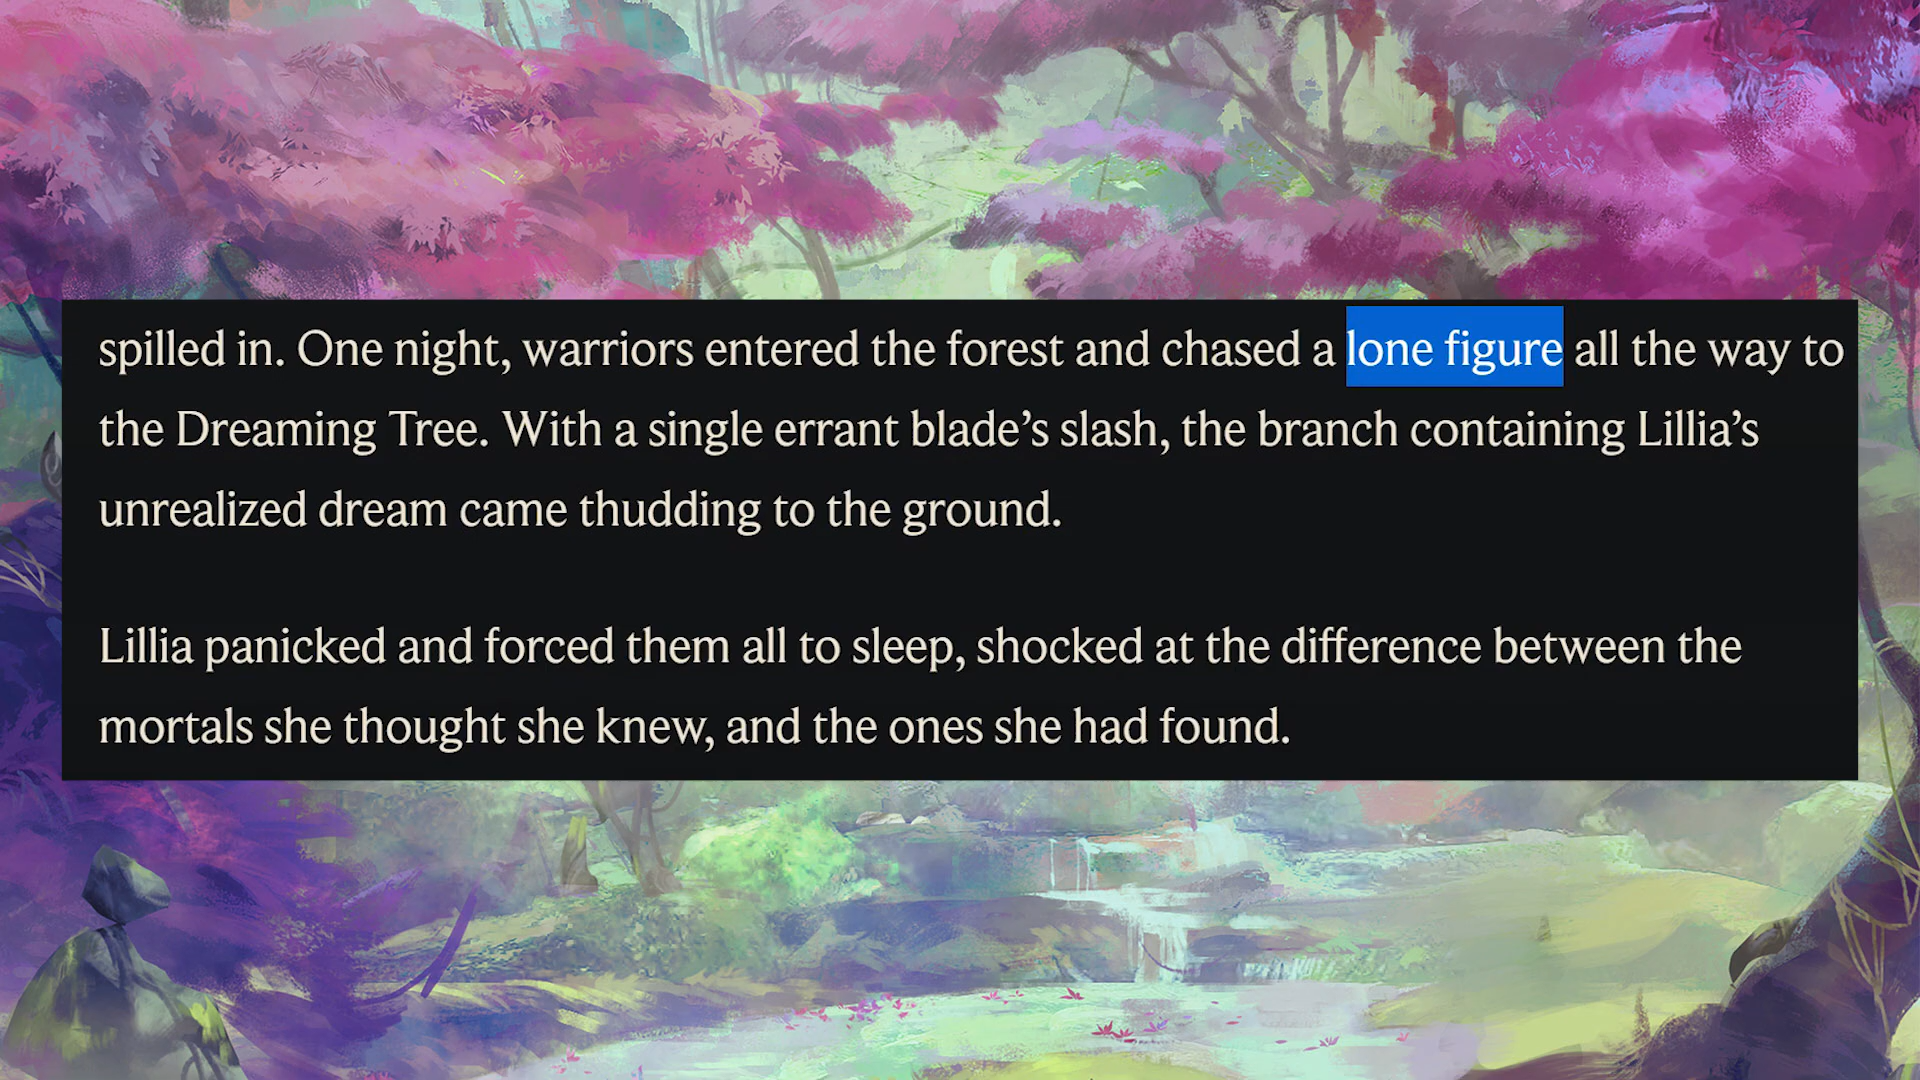 spilled in. One night, warriors entered the forest and chased a lone figure all the way to
the Dreaming Tree. With a single errant blade’s slash, the branch containing Lillia’s
unrealized dream came thudding to the ground.
Lillia panicked and forced them all to sleep, shocked at the difference between the
mortals she thought she knew, and the ones she had found.